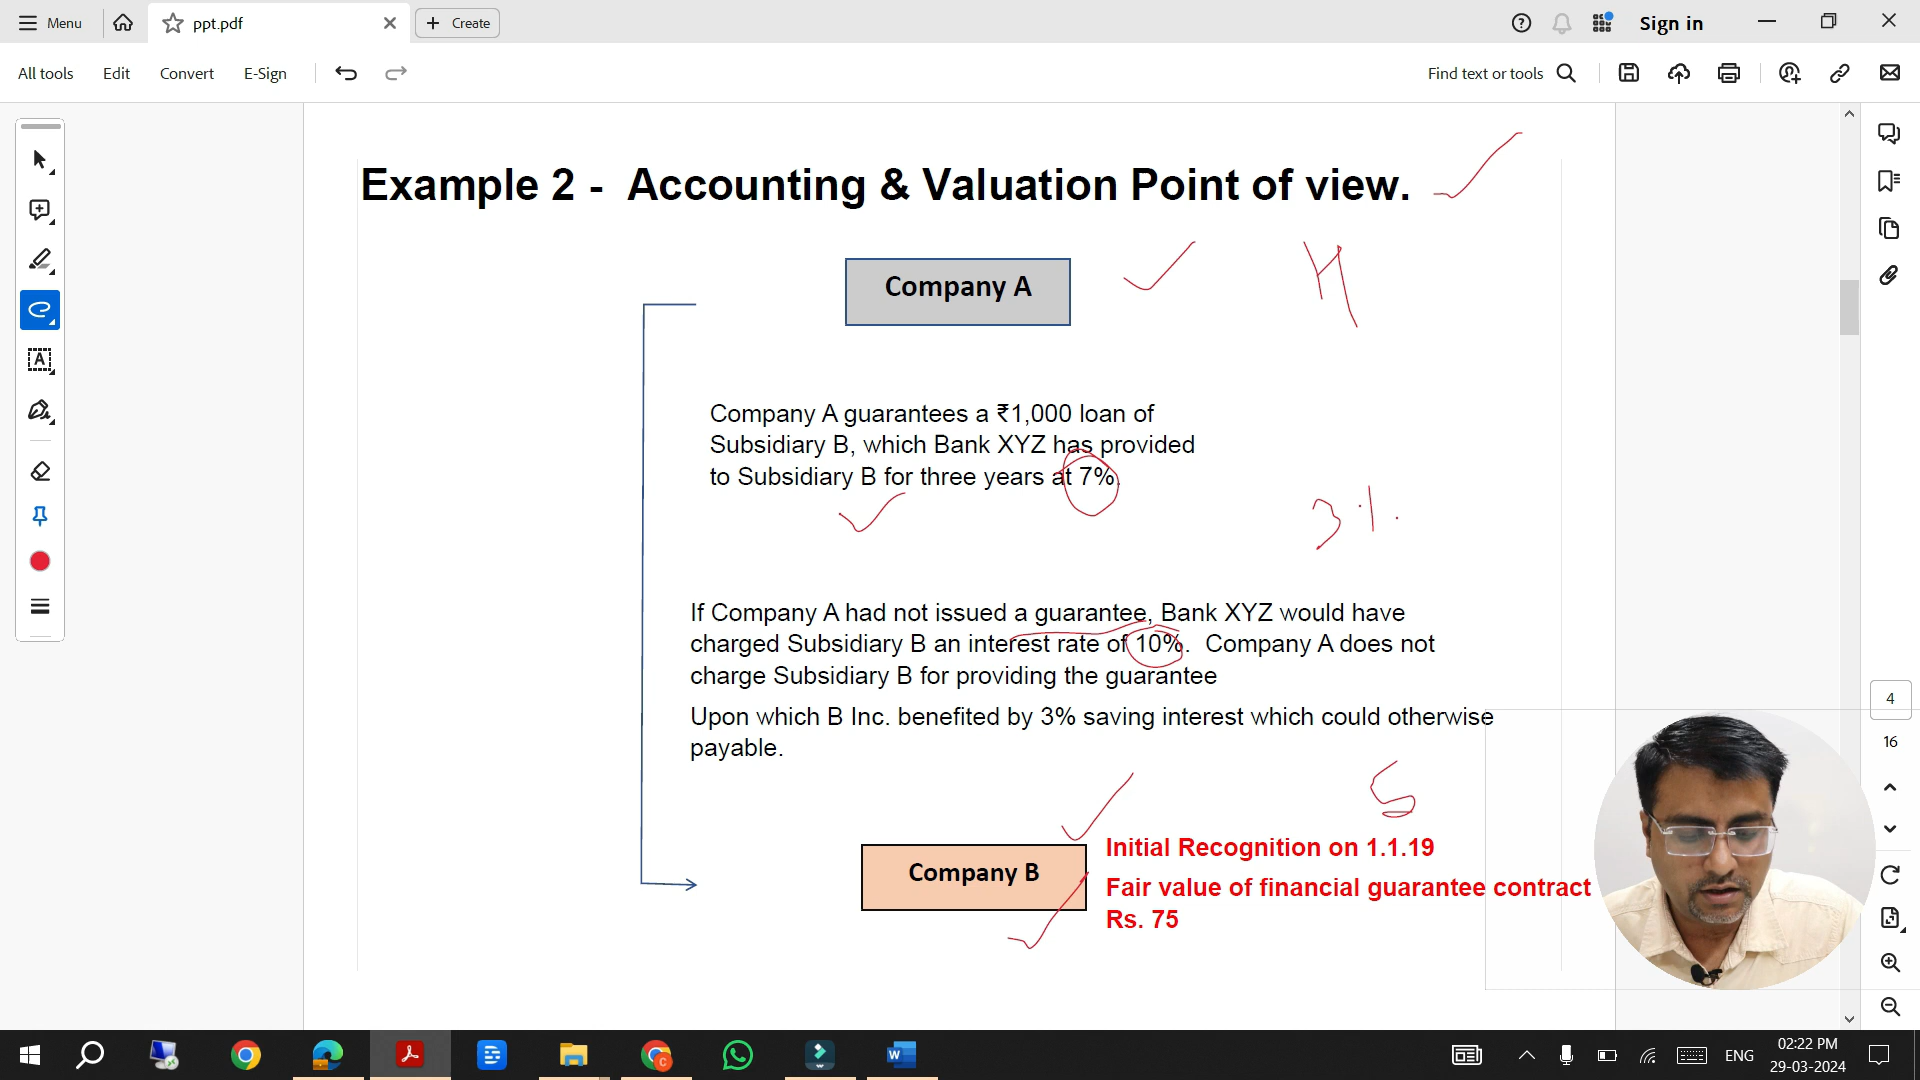 Menu
ppt.pdf
Create
Sign in
All tools
Edit
Convert
E-Sign
Find text or tools
Example 2 - Accounting & Valuation Point of view.
Company A
H
Company A guarantees a ₹1,000 loan of
Subsidiary B, which Bank XYZ has provided
to Subsidiary B for three years at 7%.
3%
If Company A had not issued a guarantee, Bank XYZ would have
charged Subsidiary B an interest rate of 10%. Company A does not
charge Subsidiary B for providing the guarantee
Upon which B Inc. benefited by 3% saving interest which could otherwise
payable.
S
Company B
Initial Recognition on 1.1.19
Fair value of financial guarantee contract
Rs. 75
4
16
ENG
02:22 PM
29-03-2024